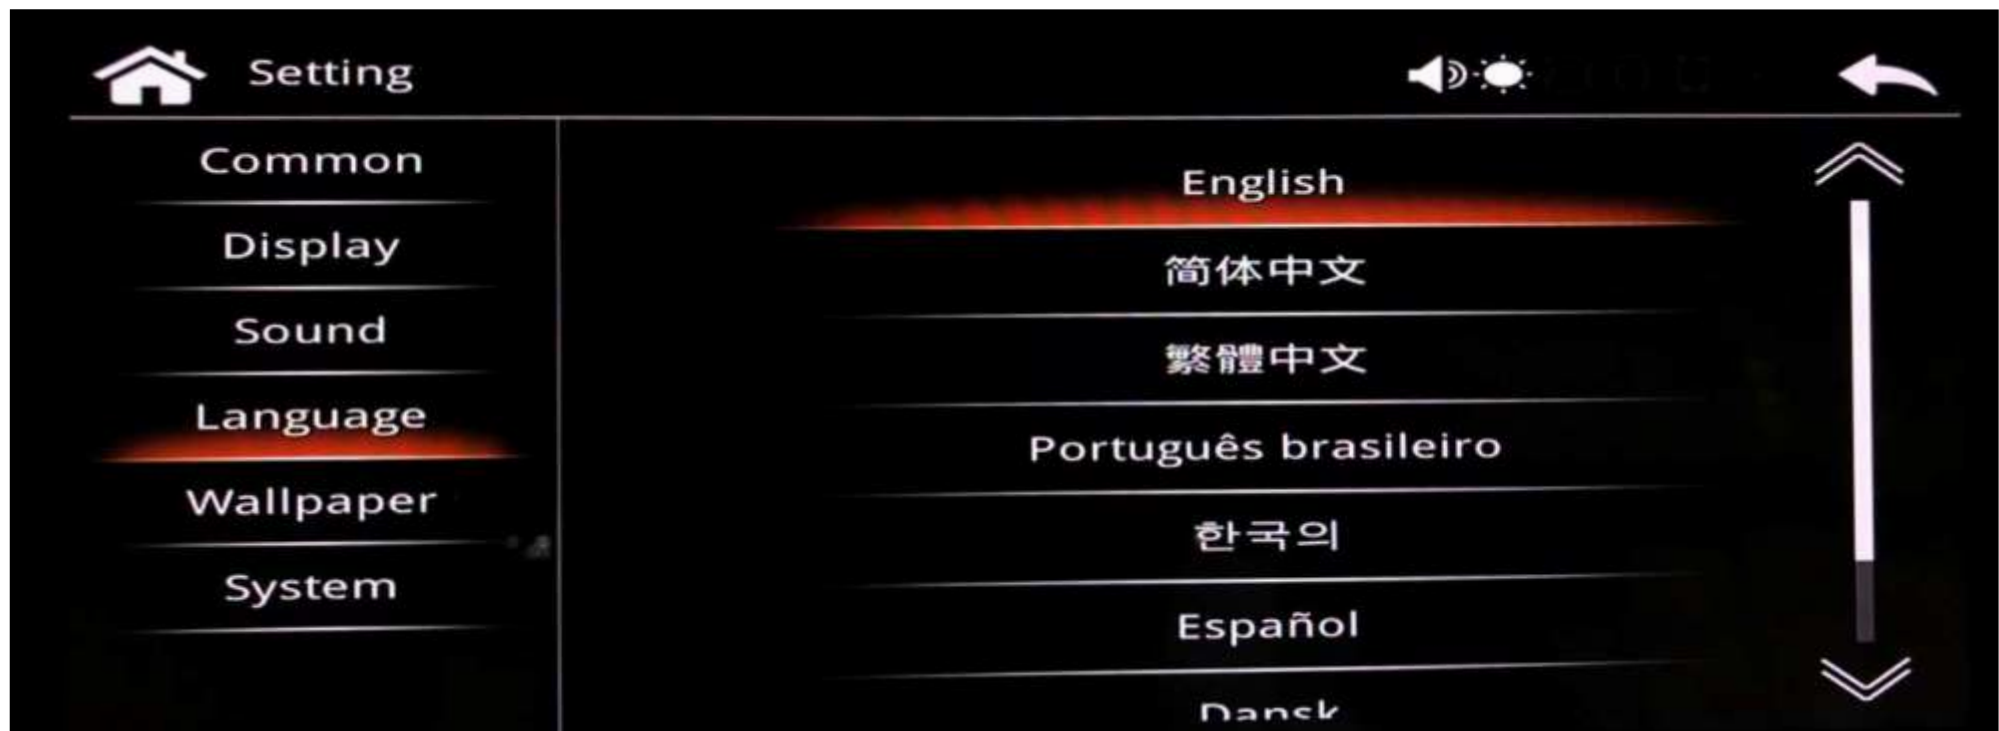 Setting
Common
Display
Sound
Language
Wallpaper
System
English
简体中文
繁體中文
Português brasileiro
한국의
Español
Dansk